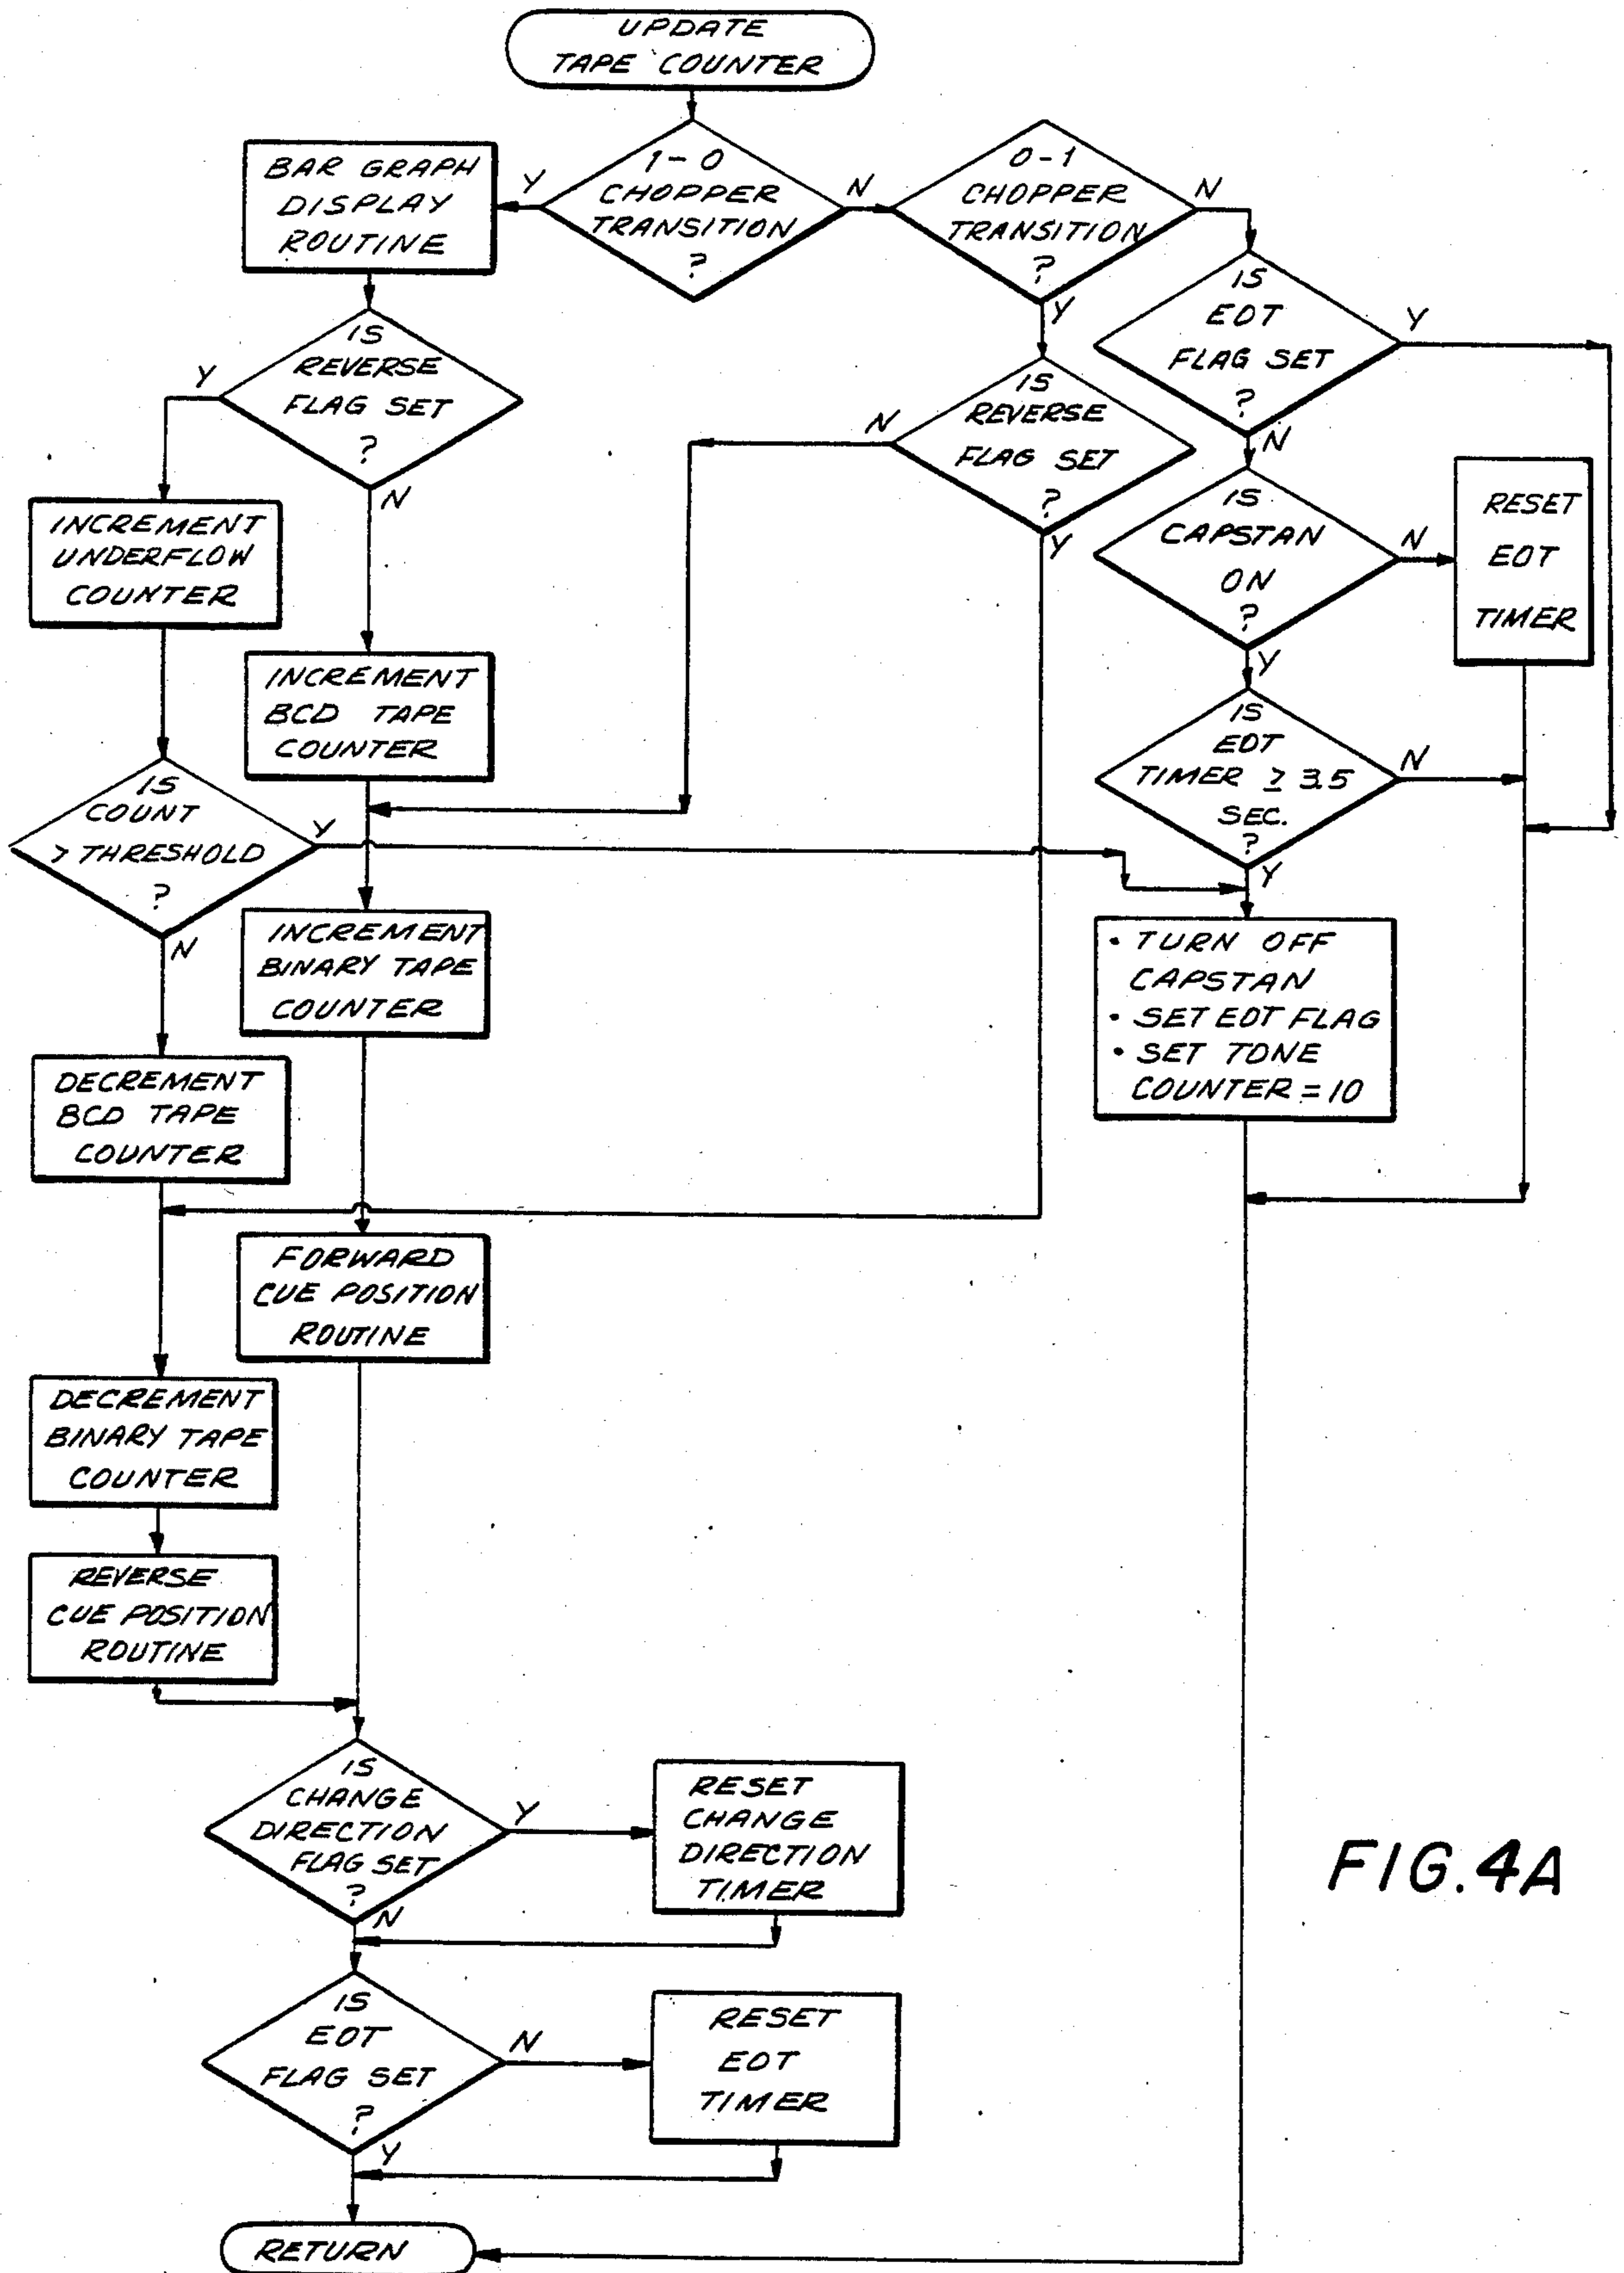 UPDATE
TAPE COUNTER
1-0
CHOPPER
TRANSITION
?
Y
N
0-1
CHOPPER
TRANSITION
?
N
Y
BAR GRAPH
DISPLAY
ROUTINE
IS
REVERSE
FLAG SET
?
Y
N
IS
EOT
FLAG SET
?
Y
N
IS
REVERSE
FLAG SET
?
N
Y
IS
CAPSTAN
ON
?
N
Y
RESET
EOT
TIMER
INCREMENT
UNDERFLOW
COUNTER
INCREMENT
BCD TAPE
COUNTER
IS
EOT
TIMER ≥ 3.5
SEC.
?
N
Y
IS
COUNT
> THRESHOLD
?
Y
N
INCREMENT
BINARY TAPE
COUNTER
• TURN OFF
CAPSTAN
• SET EOT FLAG
• SET TONE
COUNTER = 10
DECREMENT
BCD TAPE
COUNTER
FORWARD
CUE POSITION
ROUTINE
DECREMENT
BINARY TAPE
COUNTER
REVERSE
CUE POSITION
ROUTINE
IS
CHANGE
DIRECTION
FLAG SET
?
Y
N
RESET
CHANGE
DIRECTION
TIMER
FIG.4A
IS
EOT
FLAG SET
?
N
Y
RESET
EOT
TIMER
RETURN